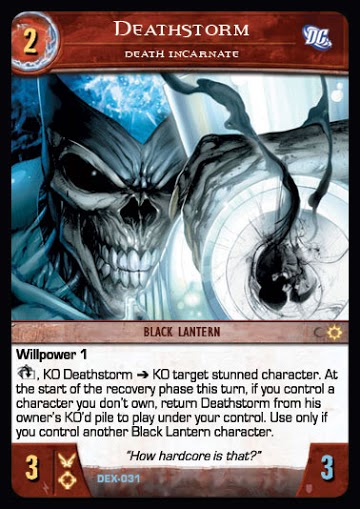 2
DEATHSTORM
DEATH INCARNATE
DC
BLACK LANTERN
Willpower 1
, KO Deathstorm ➔ KO target stunned character. At
the start of the recovery phase this turn, if you control a
character you don't own, return Deathstorm from his
owner's KO'd pile to play under your control. Use only if
you control another Black Lantern character.
"How hardcore is that?"
3
DEX-031
3